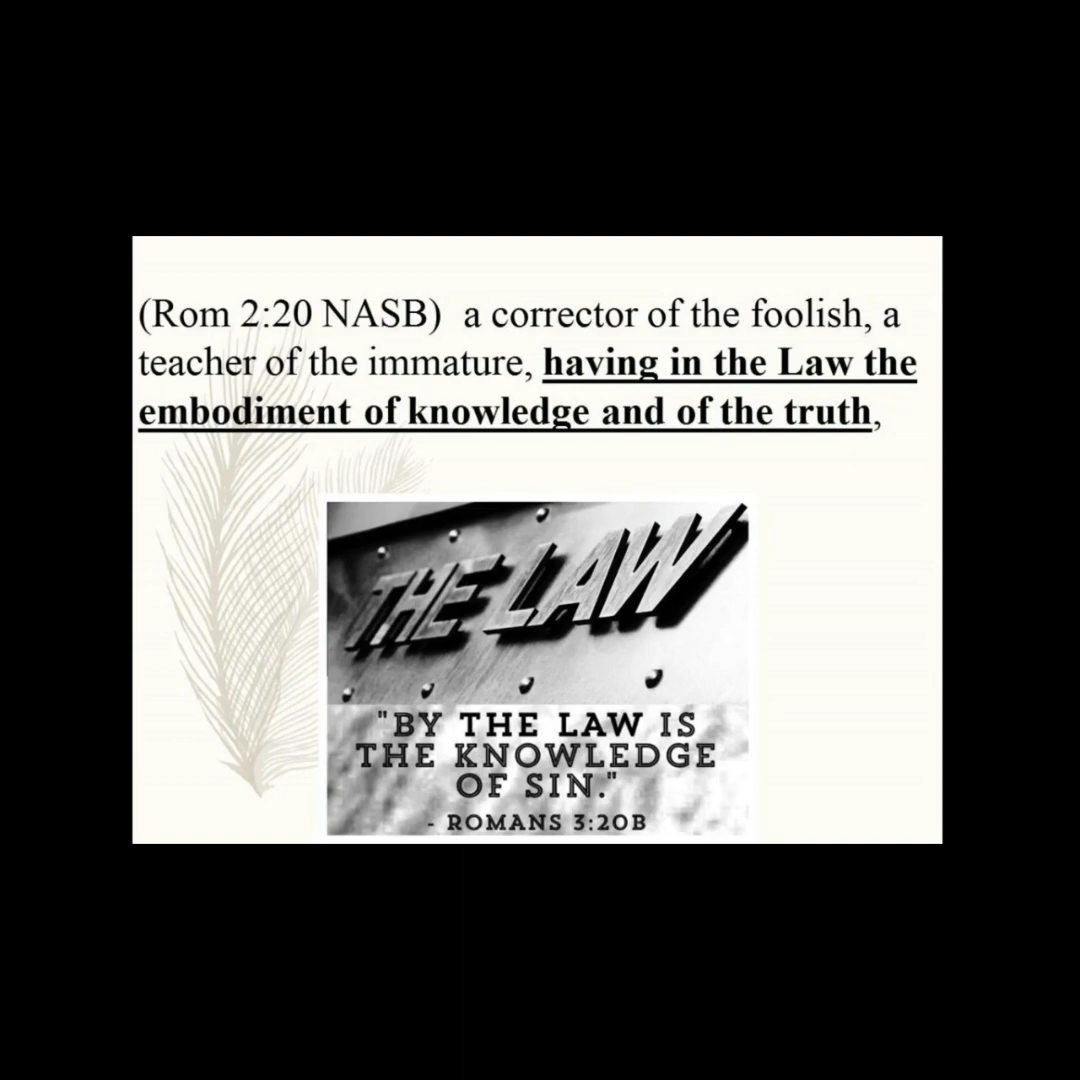 (Rom 2:20 NASB)  a corrector of the foolish, a
teacher of the immature, having in the Law the
embodiment of knowledge and of the truth,
THE LAW
"BY THE LAW IS
THE KNOWLEDGE
OF SIN."
- ROMANS 3:20B